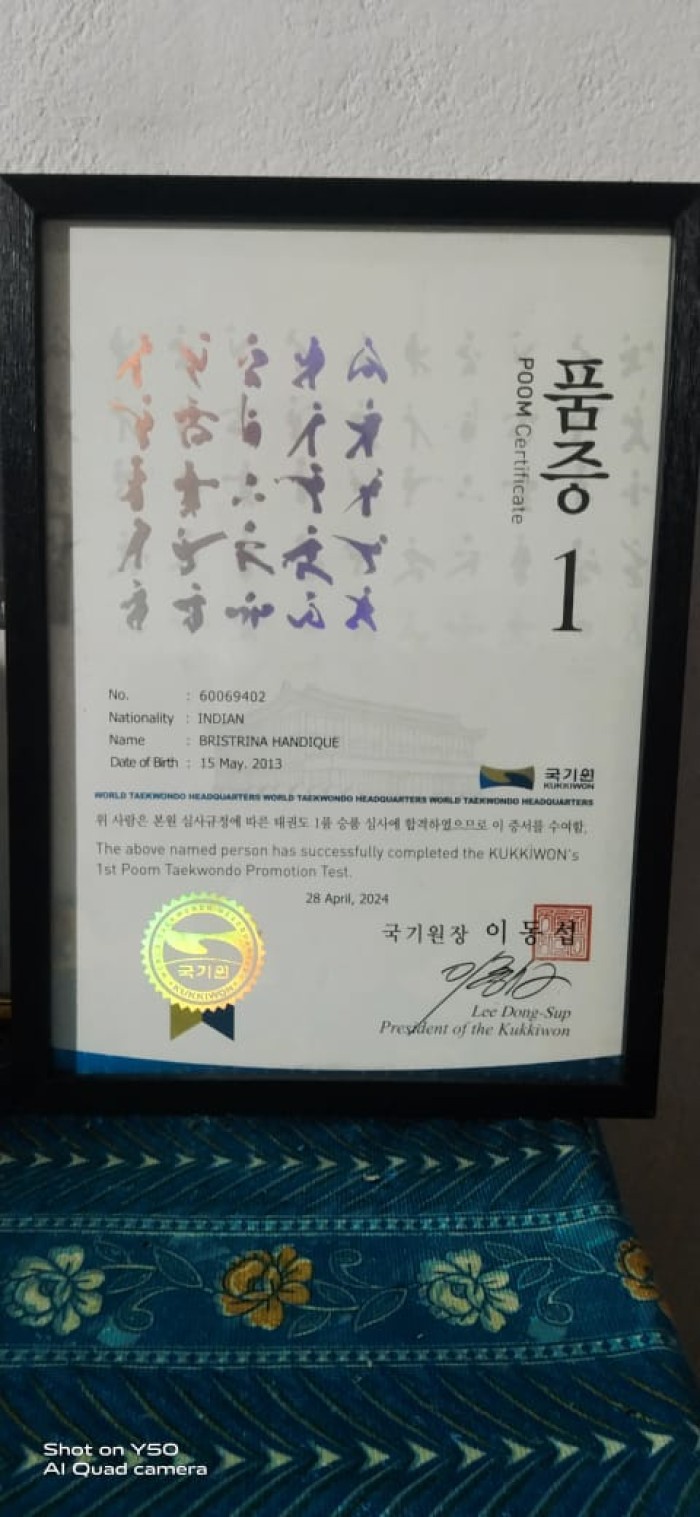 품증 1
POOM Certificate
No. : 60069402
Nationality : INDIAN
Name : BRISTRINA HANDIQUE
Date of Birth : 15 May. 2013
국기원
KUKKIWON
WORLD TAEKWONDO HEADQUARTERS WORLD TAEKWONDO HEADQUARTERS WORLD TAEKWONDO HEADQUARTERS
위 사람은 본원 심사규정에 따른 태권도 1품 승품 심사에 합격하였으므로 이 증서를 수여함.
The above named person has successfully completed the KUKKIWON's
1st Poom Taekwondo Promotion Test.
28 April, 2024
국기원장 이동섭
Lee Dong-Sup
President of the Kukkiwon
국기원
KUKKIWON
Shot on Y50
AI Quad camera